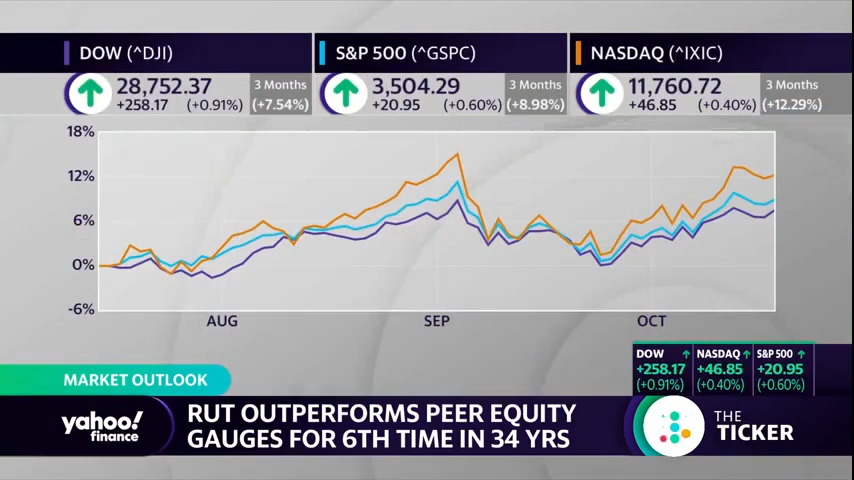 DOW (^DJI)
28,752.37
+258.17 (+0.91%)
3 Months
(+7.54%)
S&P 500 (^GSPC)
3,504.29
+20.95 (+0.60%)
3 Months
(+8.98%)
NASDAQ (^IXIC)
11,760.72
+46.85 (+0.40%)
3 Months
(+12.29%)
18%
12%
6%
0%
-6%
AUG SEP OCT
DOW
+258.17
(+0.91%)
NASDAQ
+46.85
(+0.40%)
S&P 500
+20.95
(+0.60%)
MARKET OUTLOOK
yahoo!
finance
RUT OUTPERFORMS PEER EQUITY
GAUGES FOR 6TH TIME IN 34 YRS
THE
TICKER